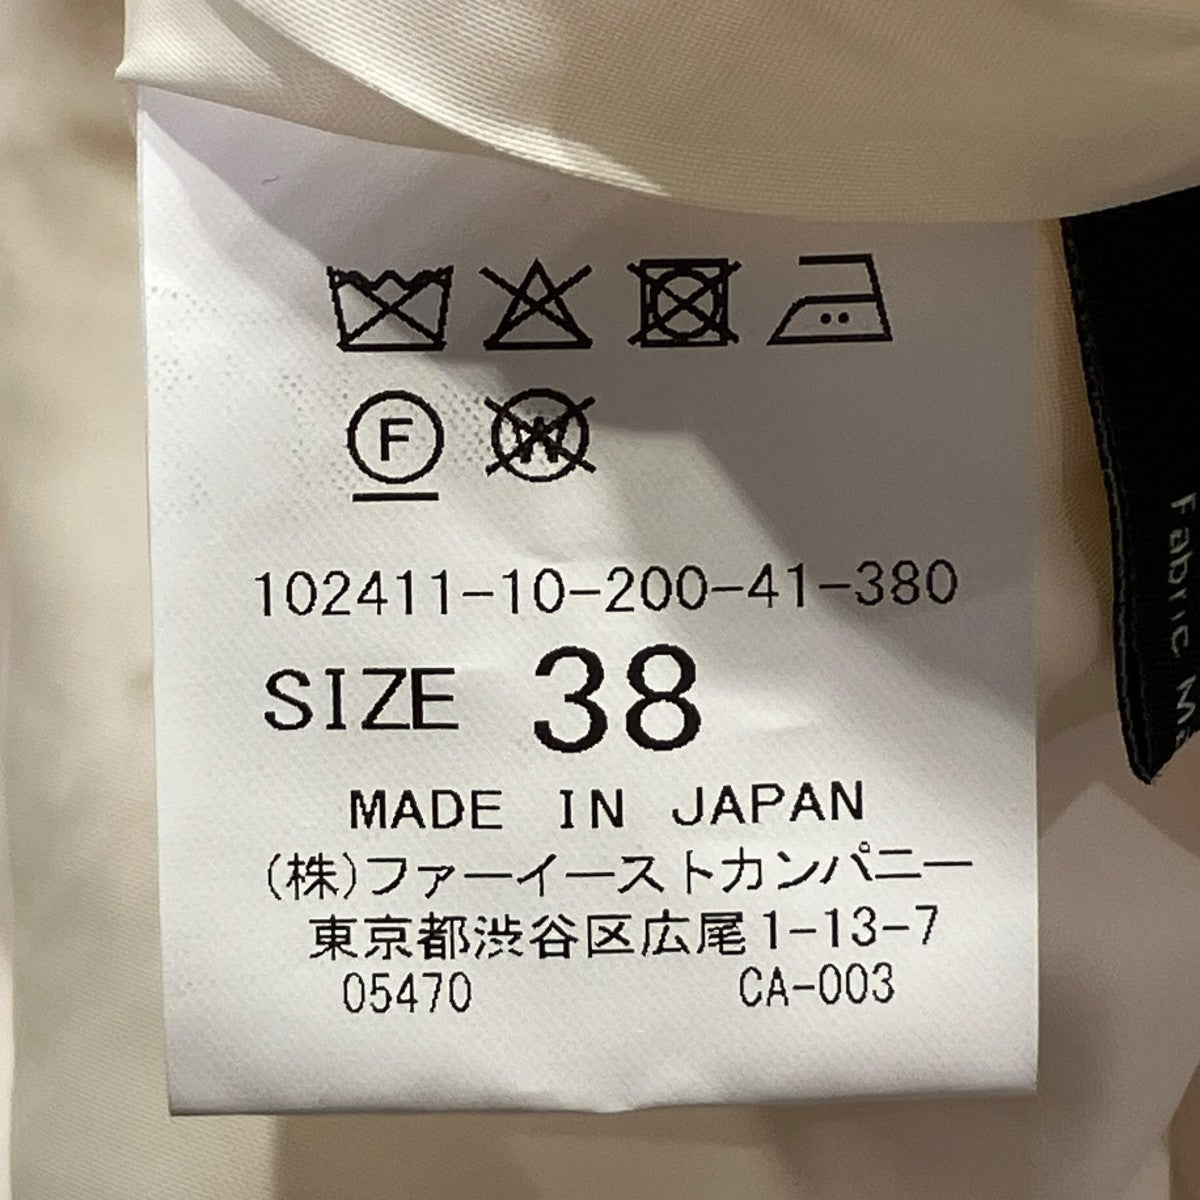 F
W
102411-10-200-41-380
SIZE 38
MADE IN JAPAN
(株)ファーイーストカンパニー
東京都渋谷区広尾1-13-7
05470 CA-003
Fabric